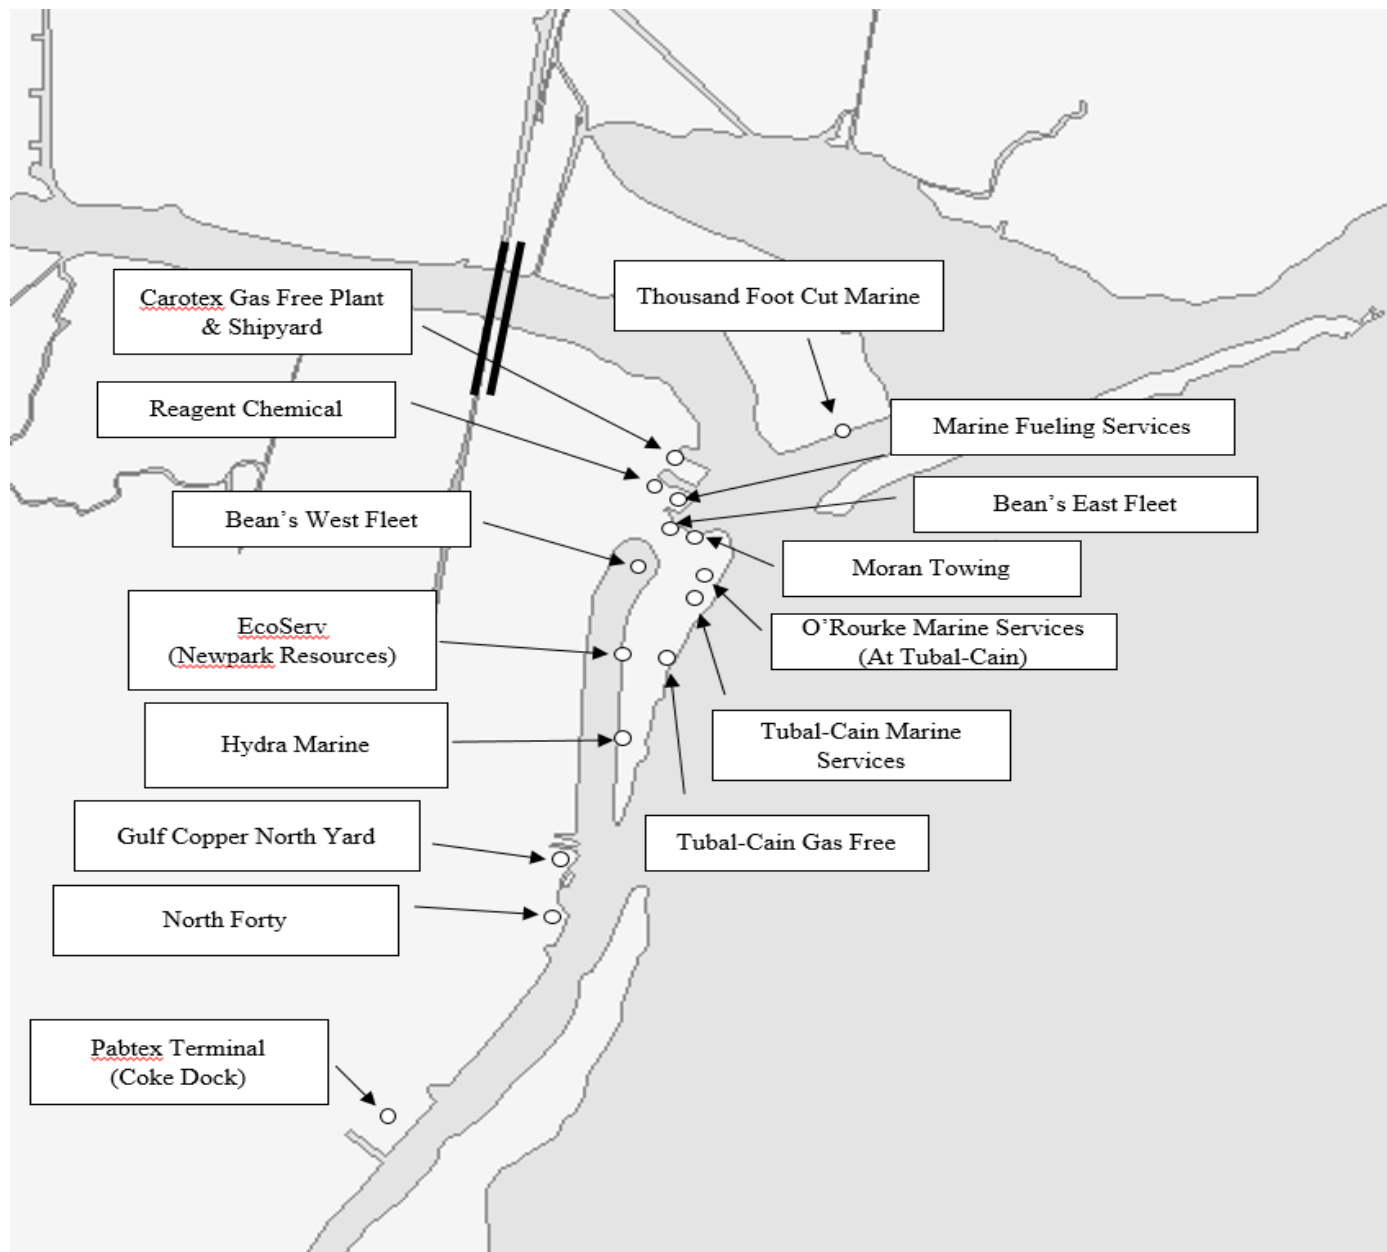 Carotex Gas Free Plant
& Shipyard
Thousand Foot Cut Marine
Reagent Chemical
Marine Fueling Services
Bean’s West Fleet
Bean’s East Fleet
Moran Towing
EcoServ
(Newpark Resources)
O’Rourke Marine Services
(At Tubal-Cain)
Hydra Marine
Tubal-Cain Marine
Services
Gulf Copper North Yard
Tubal-Cain Gas Free
North Forty
Pabtex Terminal
(Coke Dock)